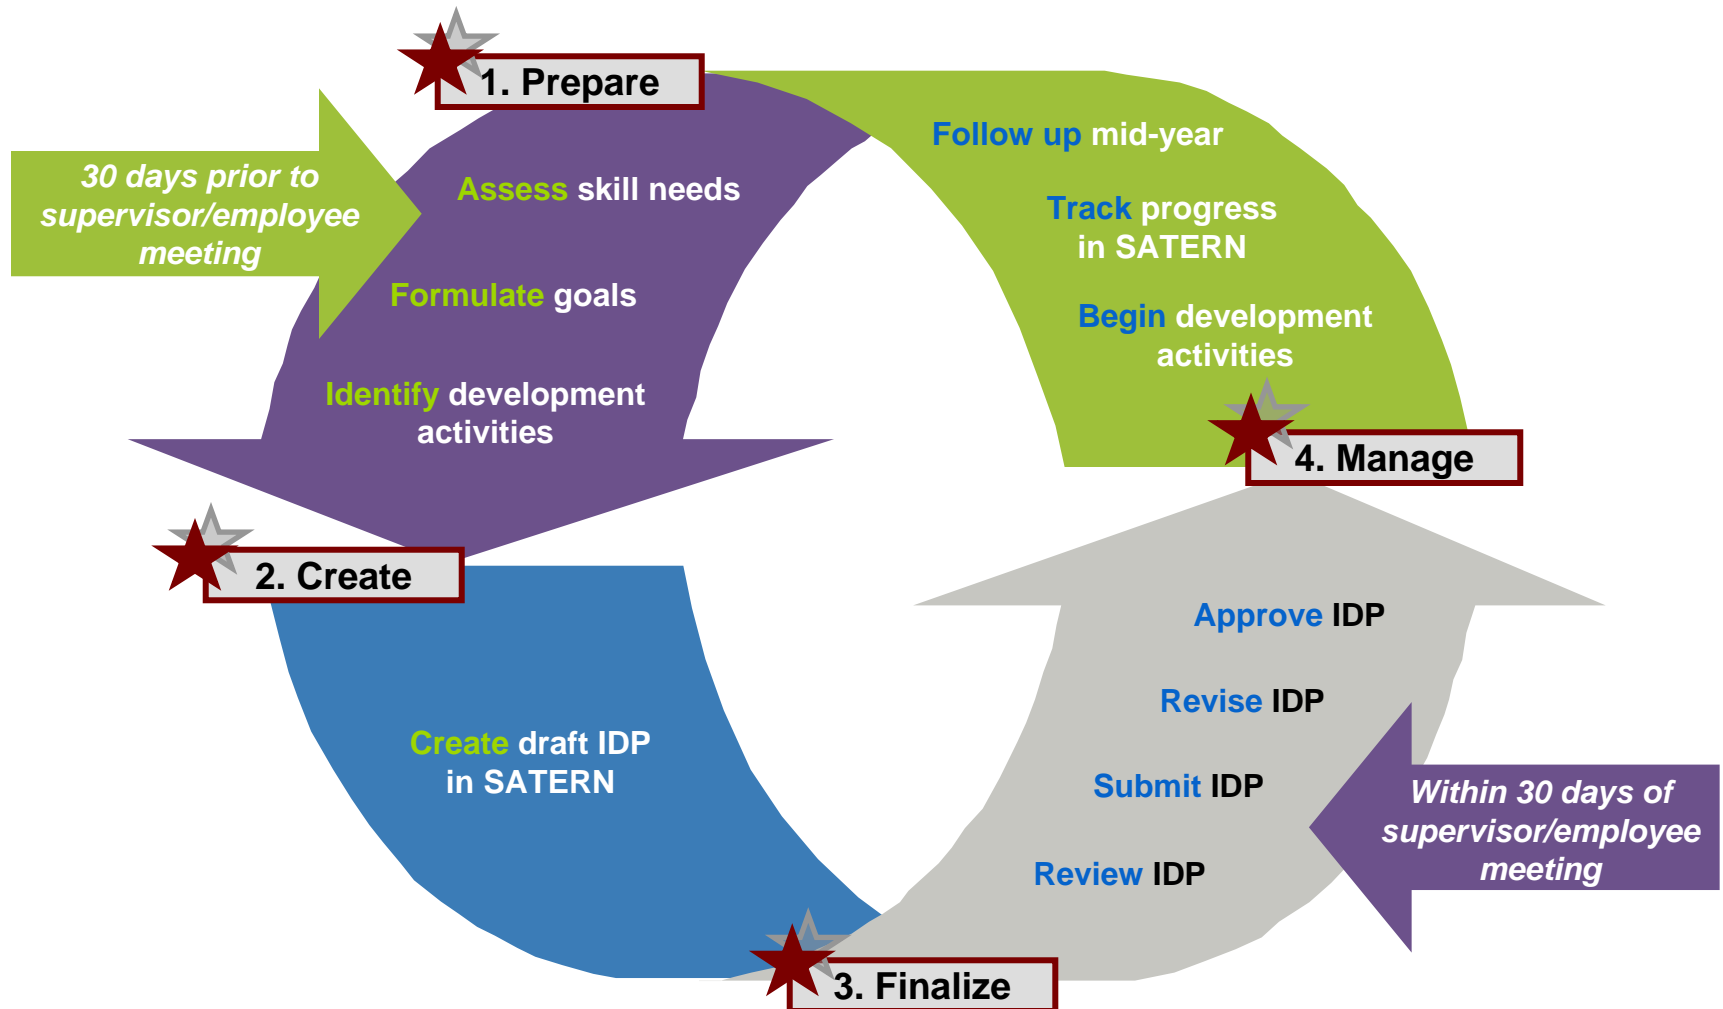 1. Prepare
30 days prior to
supervisor/employee
meeting
Assess skill needs
Formulate goals
Identify development
activities
2. Create
Create draft IDP
in SATERN
3. Finalize
Approve IDP
Revise IDP
Submit IDP
Review IDP
Within 30 days of
supervisor/employee
meeting
4. Manage
Follow up mid-year
Track progress
in SATERN
Begin development
activities